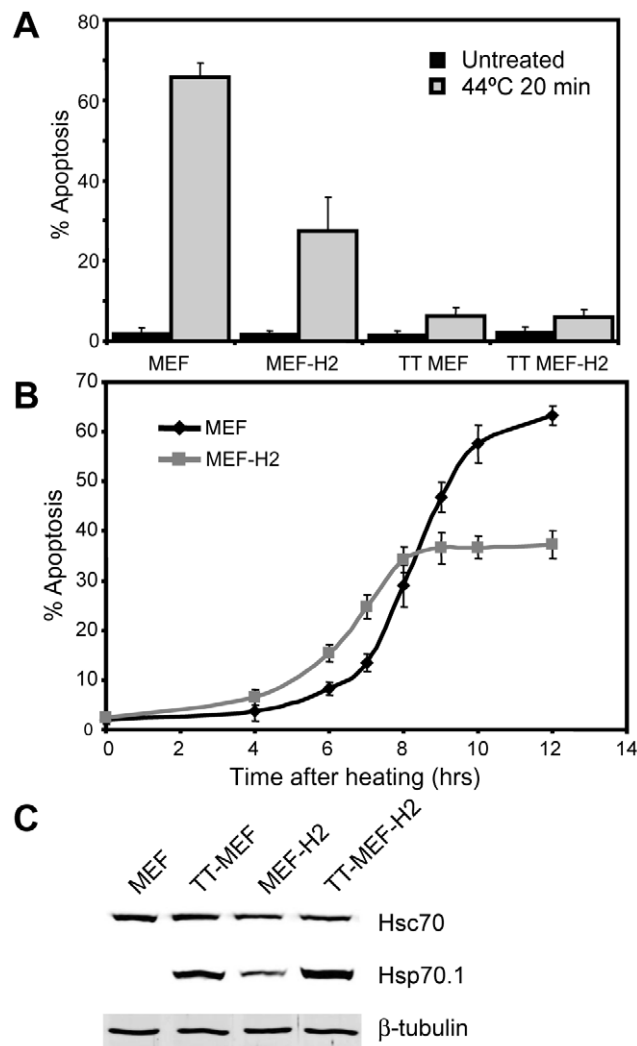 A
80
60
40
20
0
% Apoptosis
Untreated
44ºC 20 min
MEF MEF-H2 TT MEF TT MEF-H2
B
70
60
50
40
30
20
10
0
% Apoptosis
MEF
MEF-H2
0 2 4 6 8 10 12 14
Time after heating (hrs)
C
MEF TT-MEF MEF-H2 TT-MEF-H2
Hsc70
Hsp70.1
β-tubulin